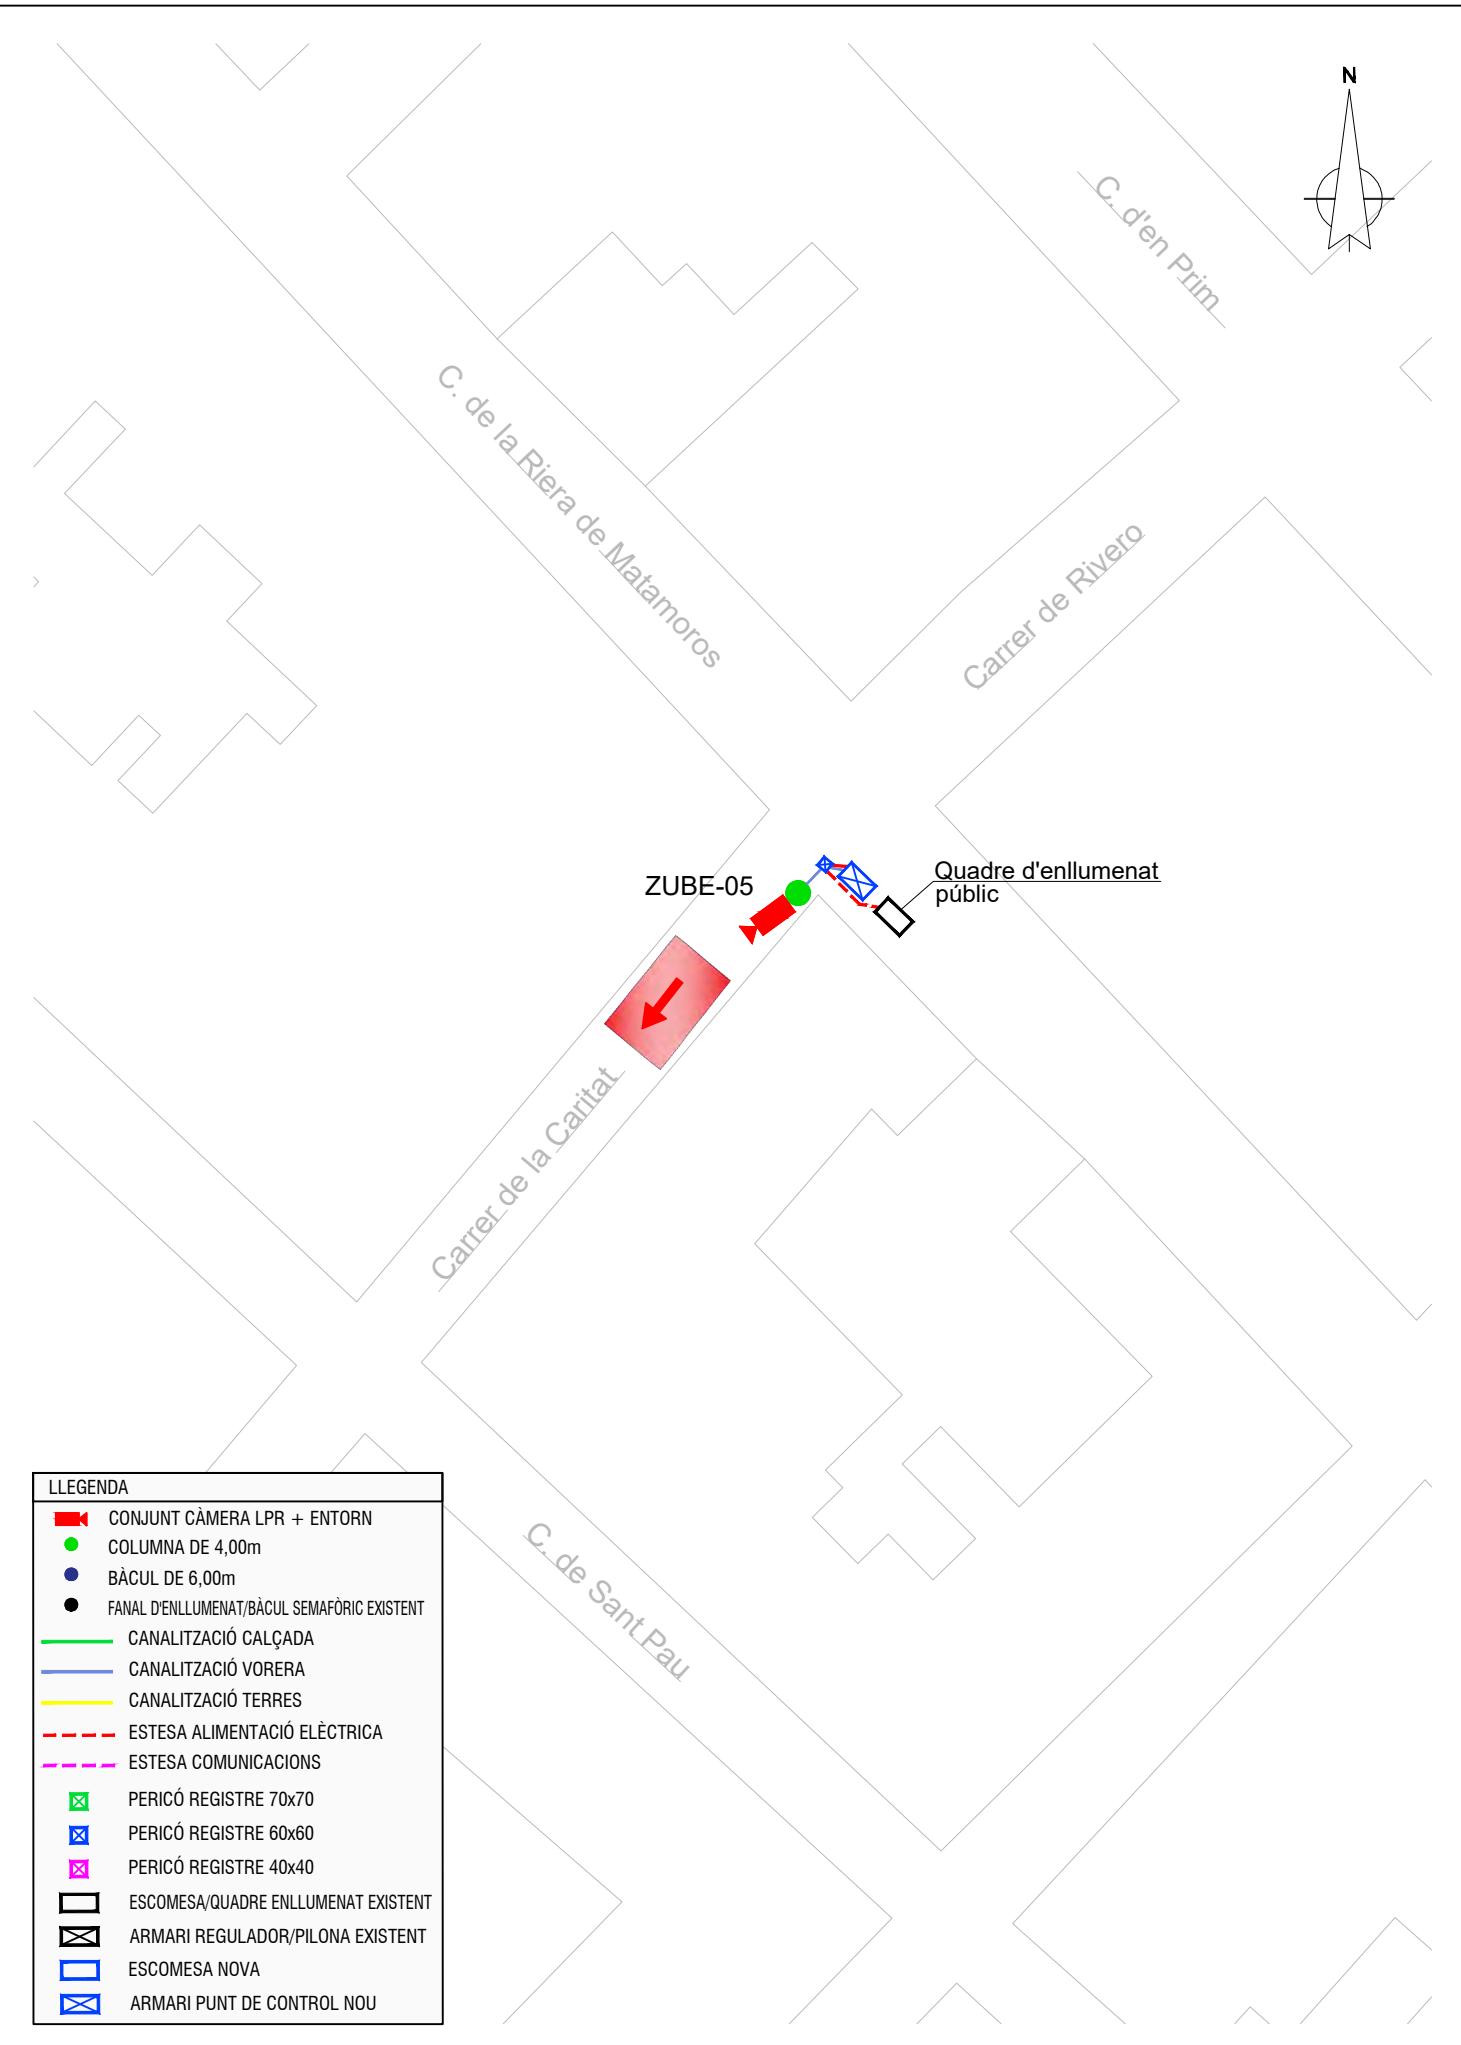 N
C. d'en Prim
C. de la Riera de Matamoros
Carrer de Rivero
ZUBE-05
Quadre d'enllumenat
públic
Carrer de la Caritat
C. de Sant Pau
LLEGENDA
CONJUNT CÀMERA LPR + ENTORN
COLUMNA DE 4,00m
BÀCUL DE 6,00m
FANAL D'ENLLUMENAT/BÀCUL SEMAFÒRIC EXISTENT
CANALITZACIÓ CALÇADA
CANALITZACIÓ VORERA
CANALITZACIÓ TERRES
ESTESA ALIMENTACIÓ ELÈCTRICA
ESTESA COMUNICACIONS
PERICÓ REGISTRE 70x70
PERICÓ REGISTRE 60x60
PERICÓ REGISTRE 40x40
ESCOMESA/QUADRE ENLLUMENAT EXISTENT
ARMARI REGULADOR/PILONA EXISTENT
ESCOMESA NOVA
ARMARI PUNT DE CONTROL NOU